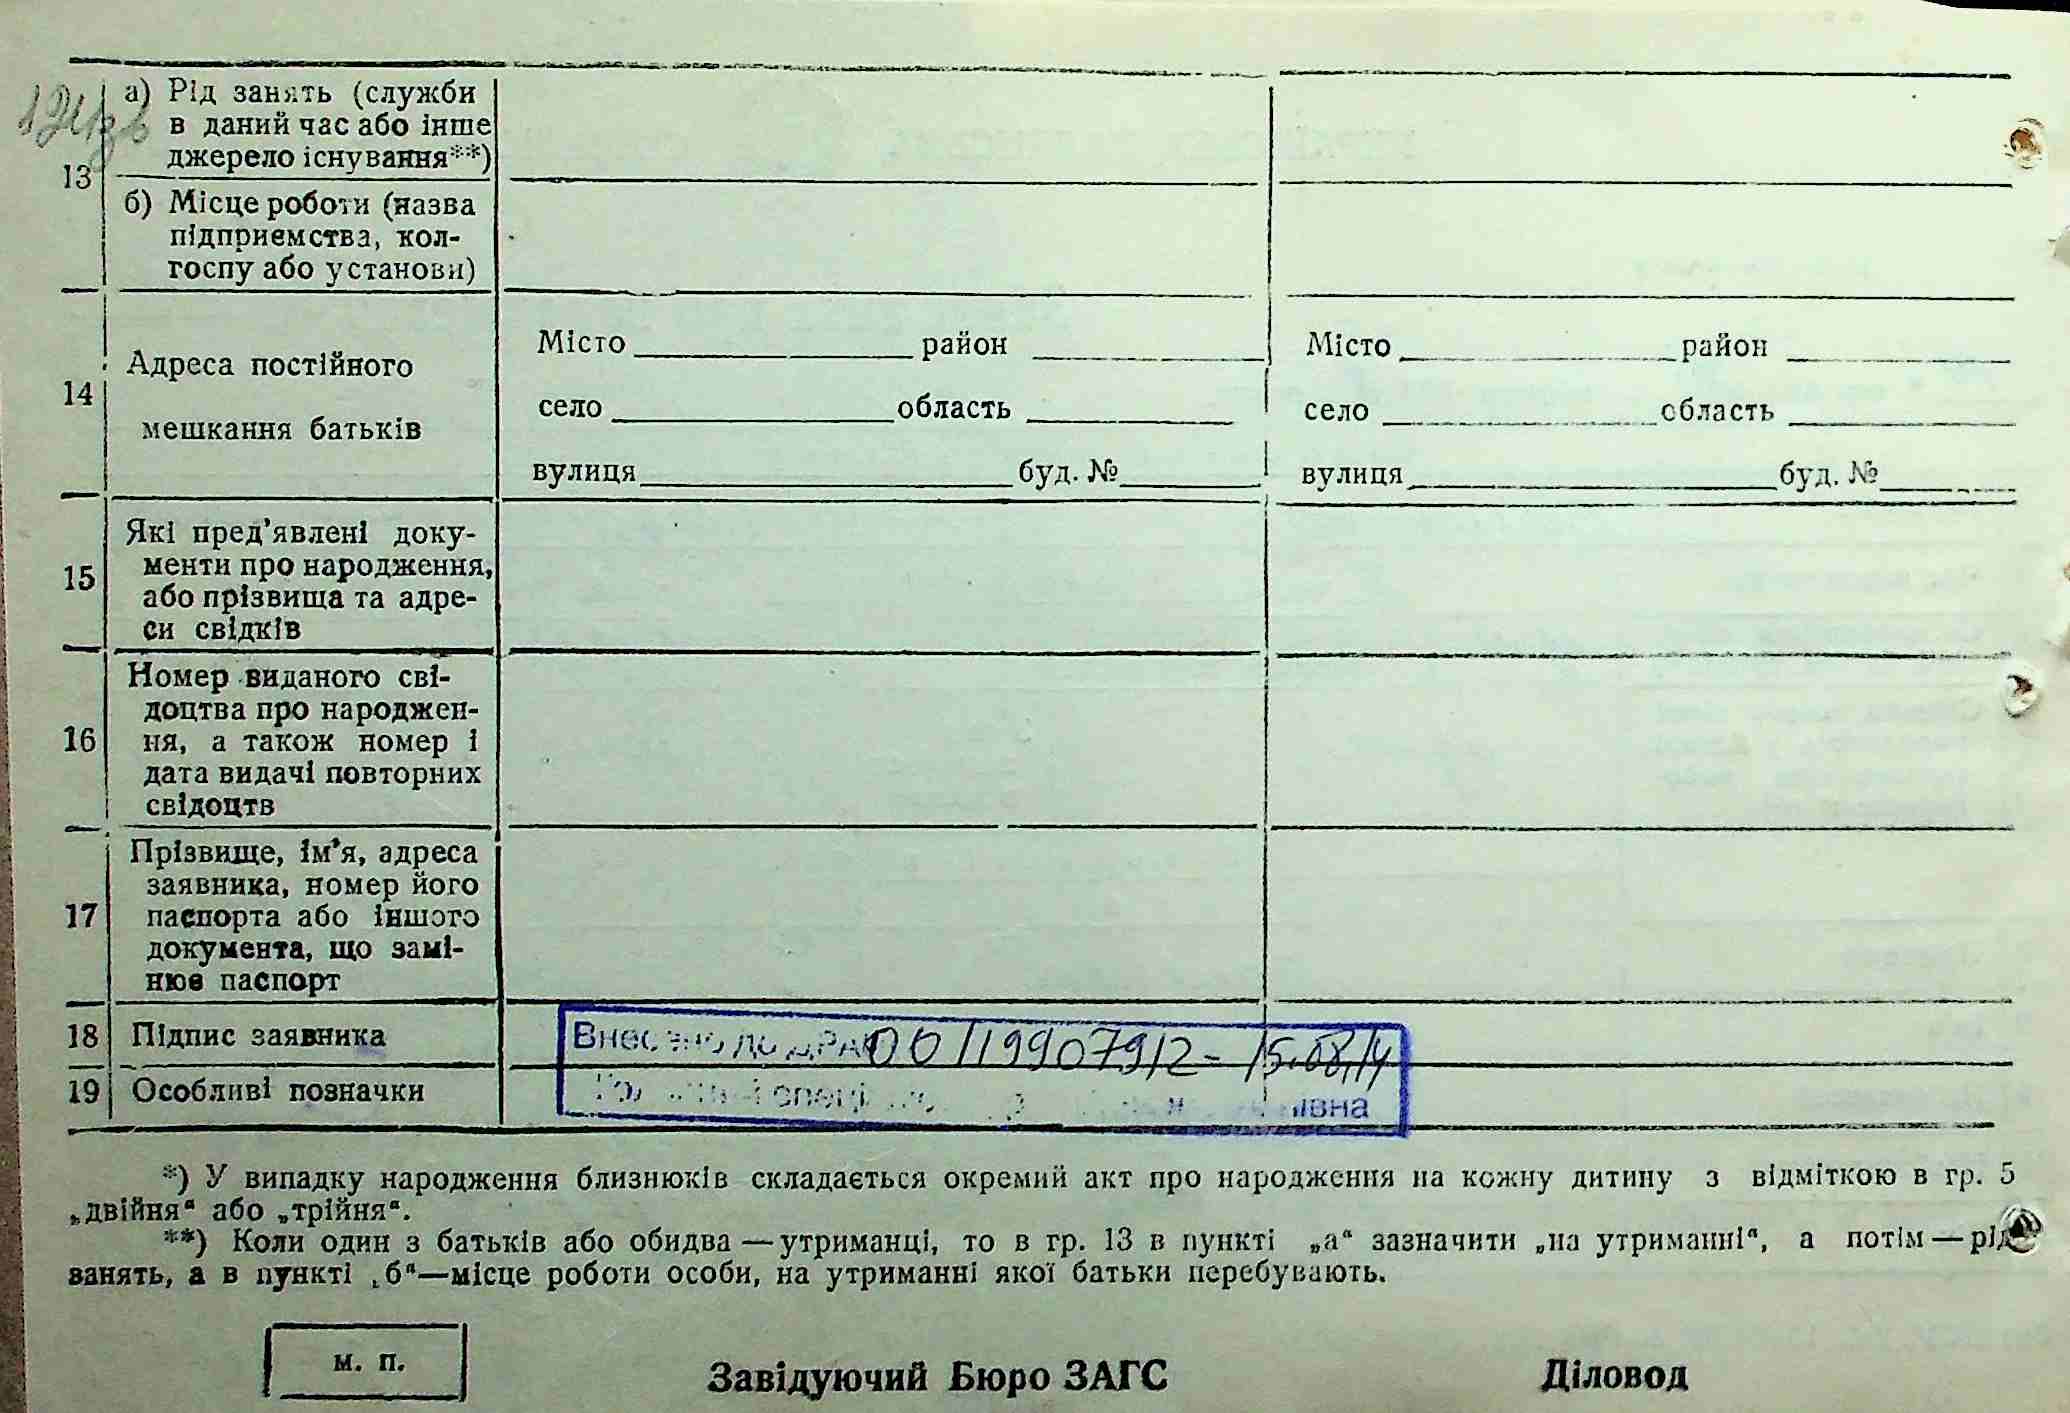 13
а) Рід занять (служби
в даний час або інше
джерело існування**)
б) Місце роботи (назва
підприємства, кол-
госпу або установи)
14
Адреса постійного
мешкання батьків
Місто район Місто район
село область село область
вулиця буд. № вулиця буд. №
15
Які пред’явлені доку-
менти про народження,
або прізвища та адре-
си свідків
16
Номер виданого сві-
доцтва про народжен-
ня, а також номер і
дата видачі повторних
свідоцтв
17
Прізвище, ім’я, адреса
заявника, номер його
паспорта або іншого
документа, що замі-
нює паспорт
18 Підпис заявника
Внесено до ДРАЦ 00119907912 - 15.08.14
19 Особливі позначки
*) У випадку народження близнюків складається окремий акт про народження на кожну дитину з відміткою в гр. 5
„двійня“ або „трійня“.
**) Коли один з батьків або обидва — утриманці, то в гр. 13 в пункті „а“ зазначити „на утриманні“, а потім — рід
занять, а в пункті „б“—місце роботи особи, на утриманні якої батьки перебувають.
м. п.
Завідуючий Бюро ЗАГС Діловод